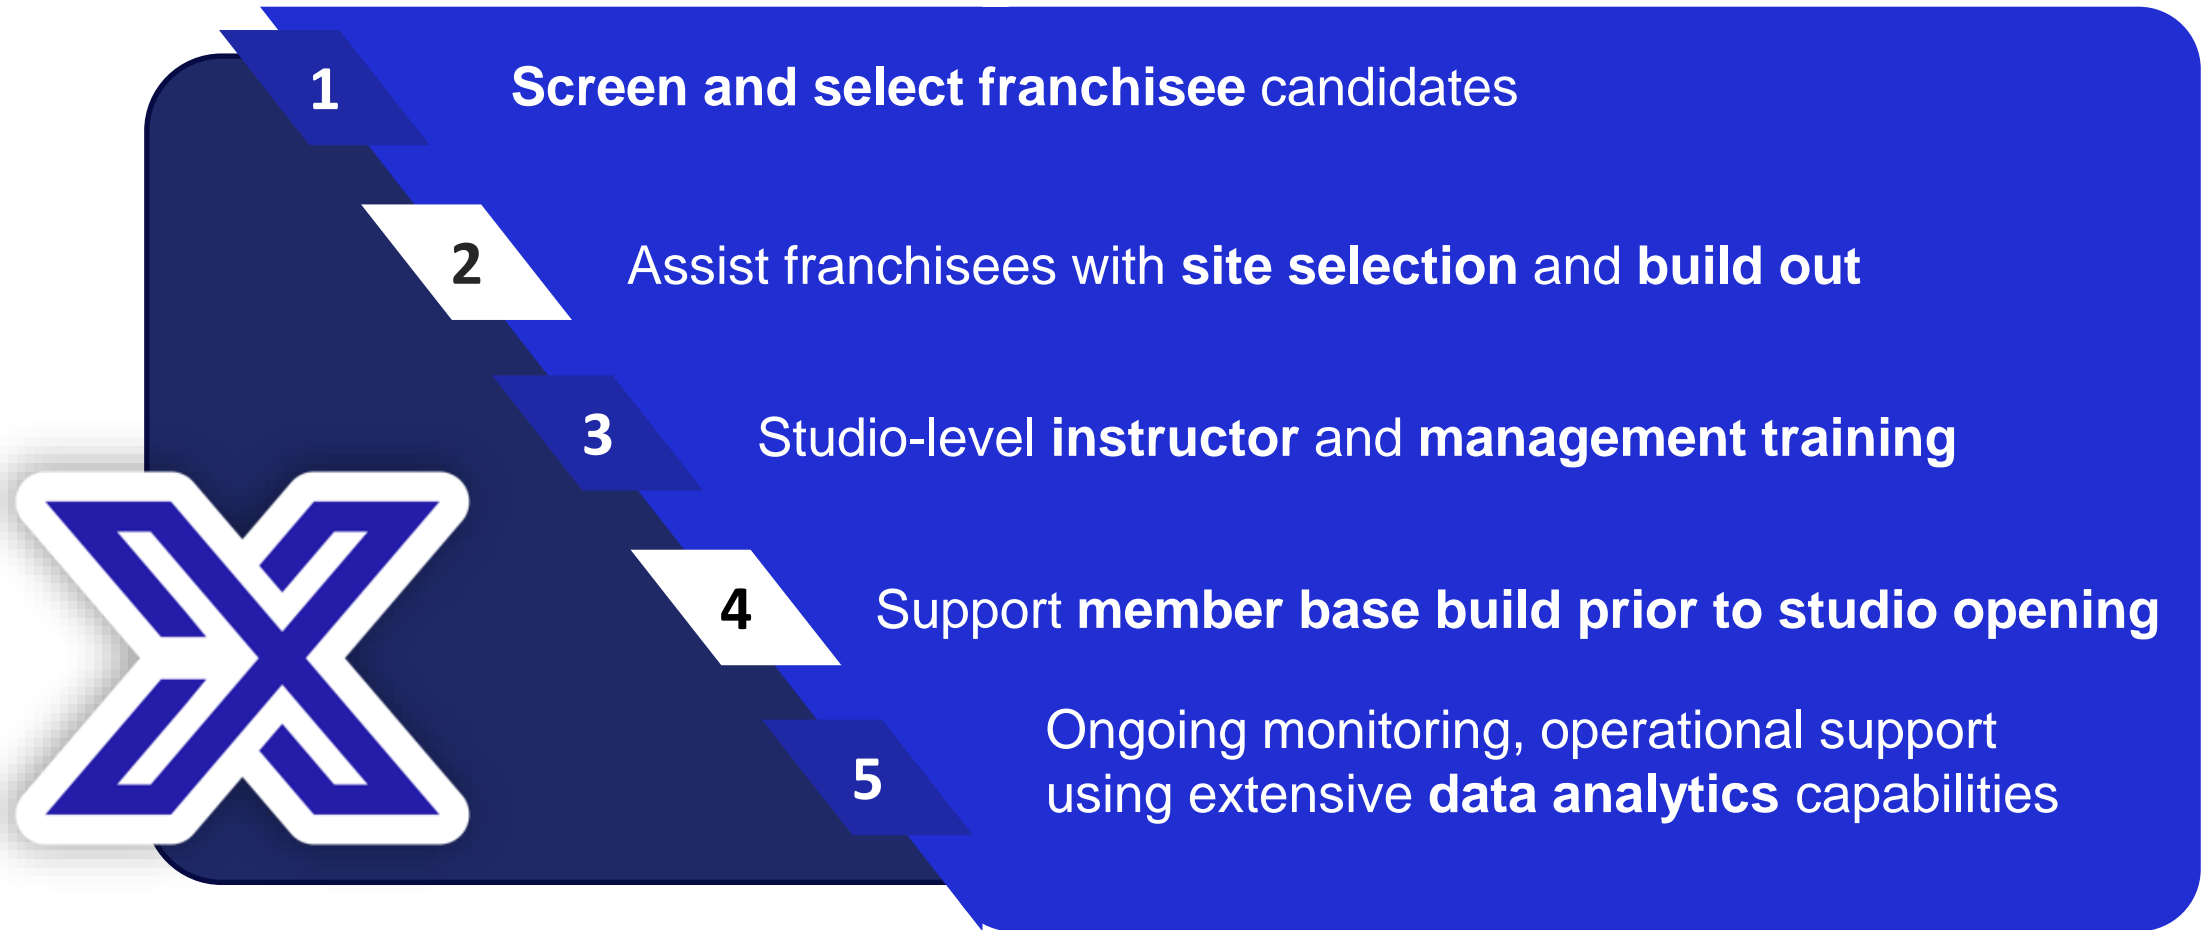 1 Screen and select franchisee candidates
2 Assist franchisees with site selection and build out
3 Studio-level instructor and management training
4 Support member base build prior to studio opening
5 Ongoing monitoring, operational support
using extensive data analytics capabilities